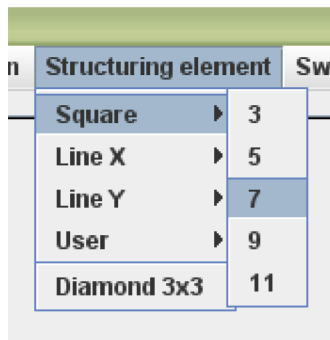 n Structuring element Sw
Square 3
Line X 5
Line Y 7
User 9
Diamond 3x3 11